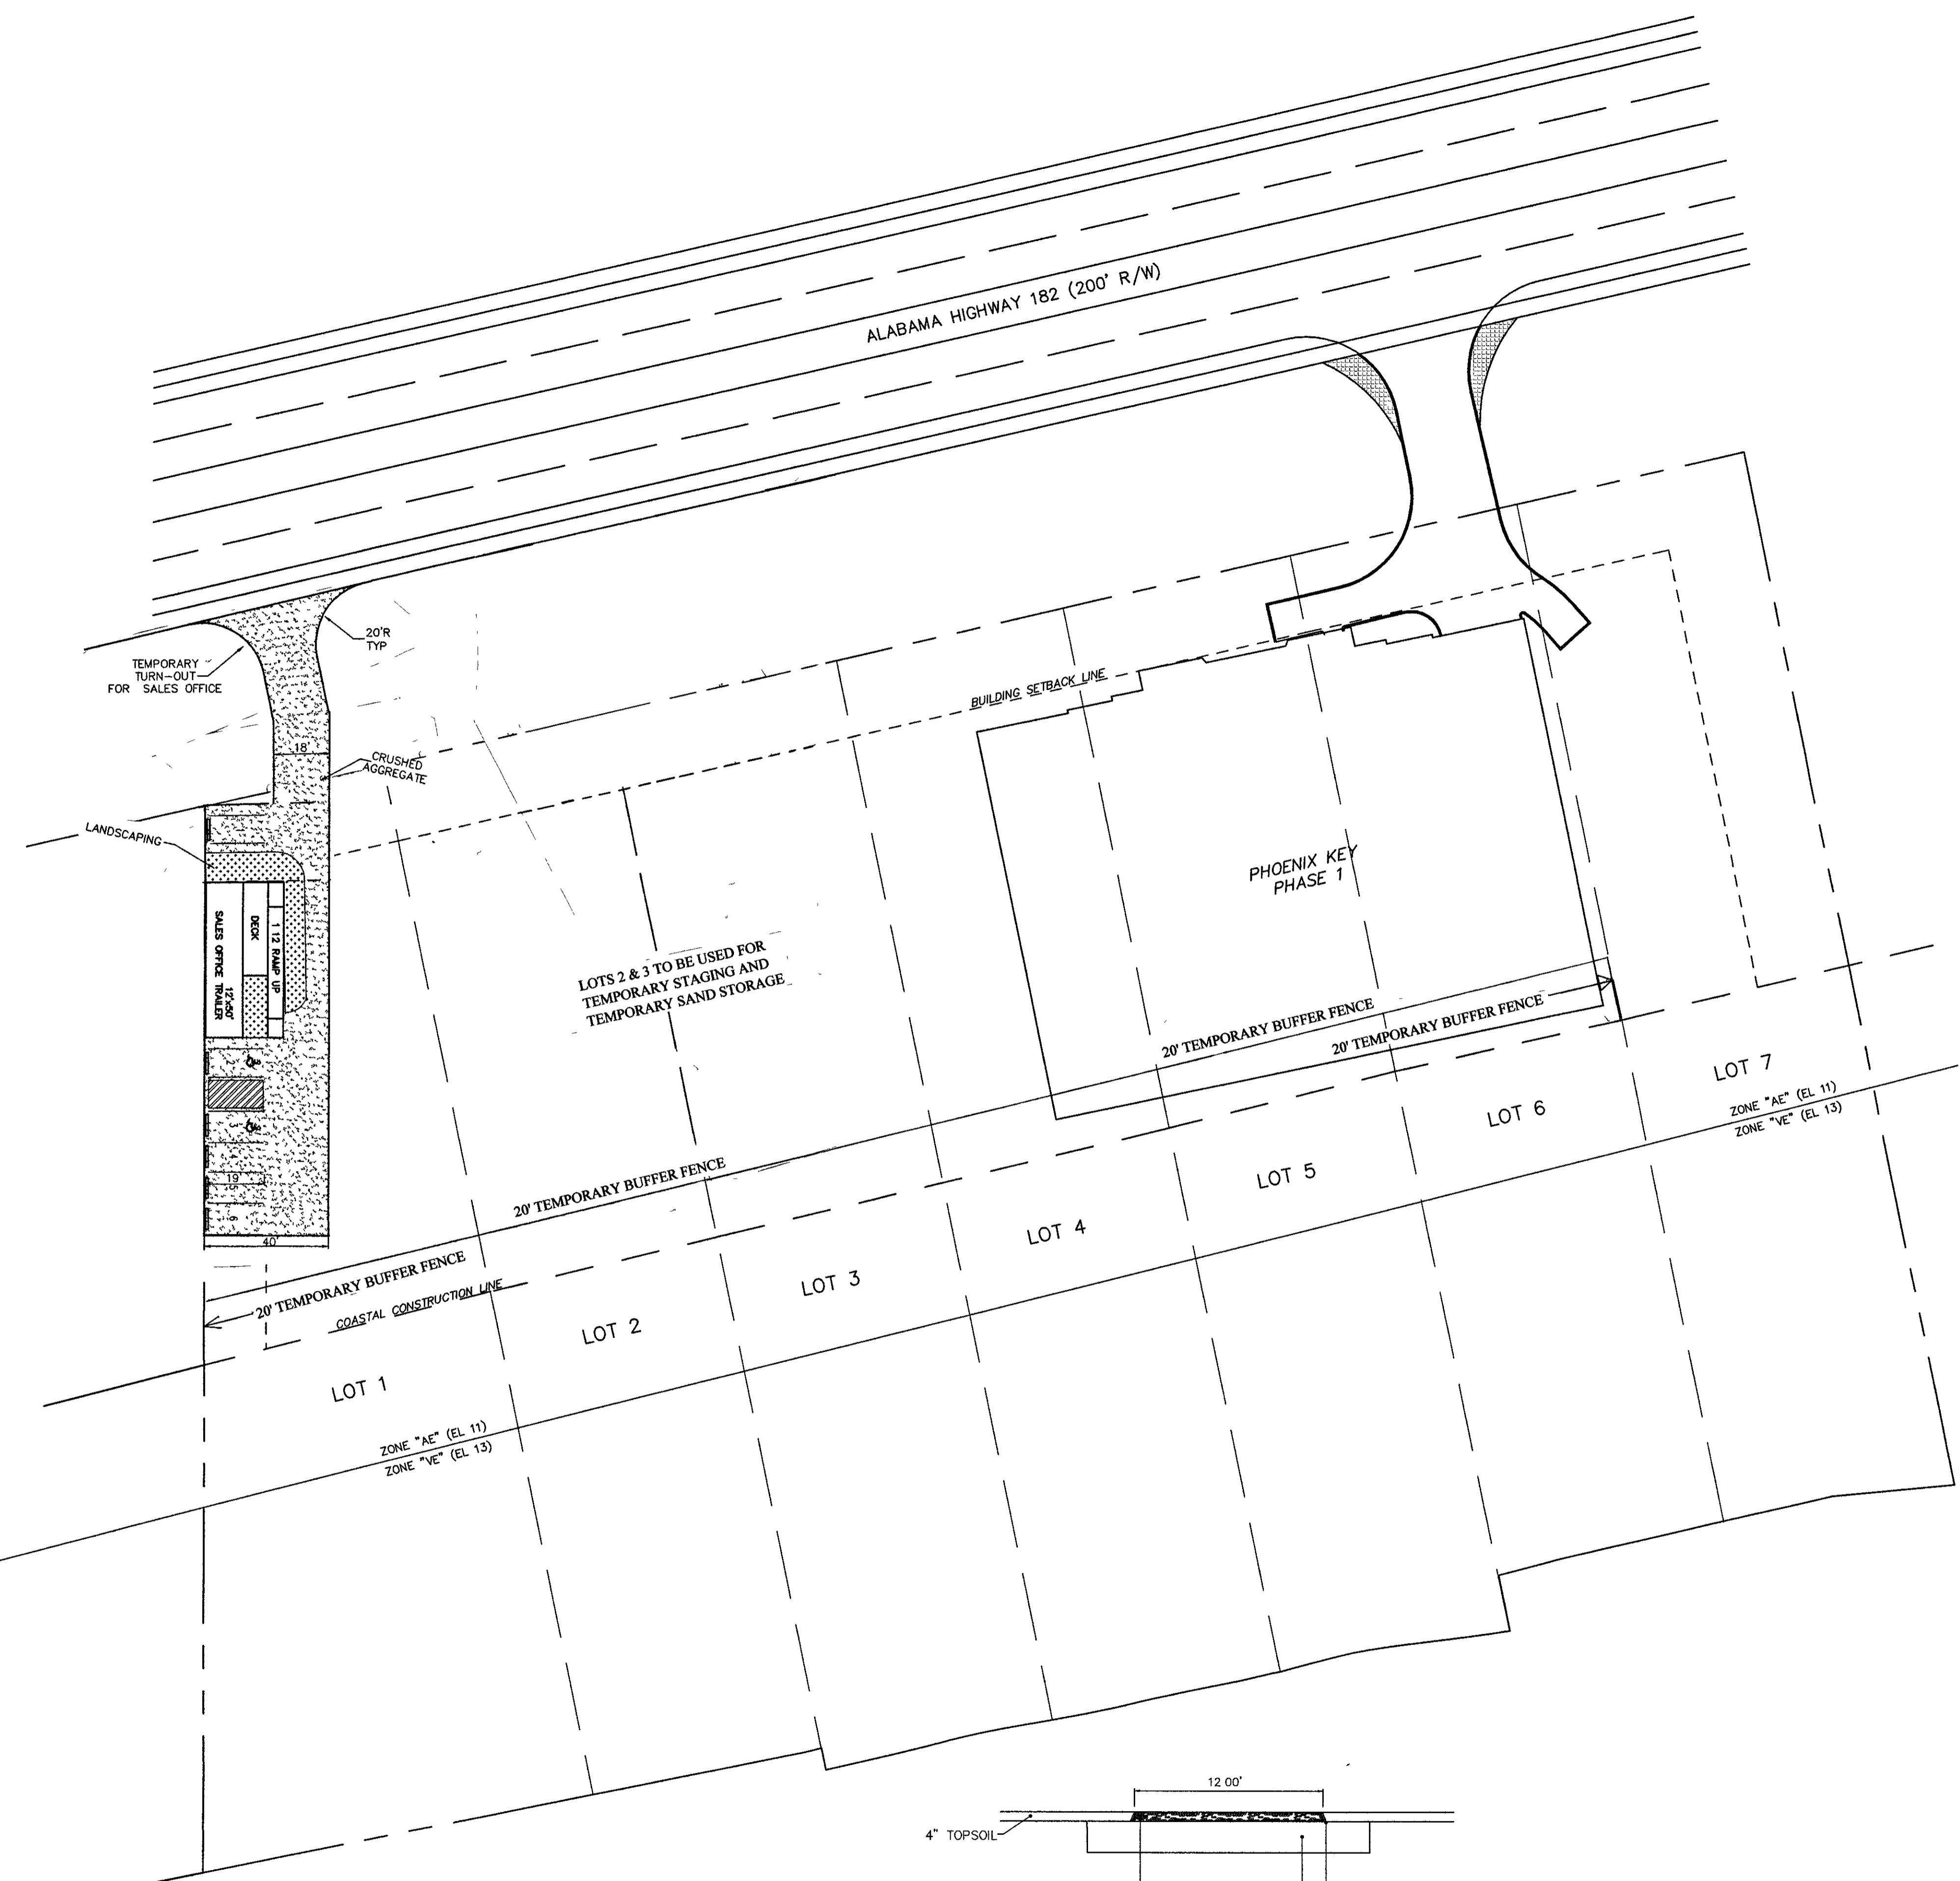 ALABAMA HIGHWAY 182 (200' R/W)
20'R
TYP
TEMPORARY
TURN-OUT
FOR SALES OFFICE
18'
CRUSHED
AGGREGATE
LANDSCAPING
BUILDING SETBACK LINE
PHOENIX KEY
PHASE 1
1 12 RAMP UP
DECK
12'x50'
SALES OFFICE TRAILER
LOTS 2 & 3 TO BE USED FOR
TEMPORARY STAGING AND
TEMPORARY SAND STORAGE
20' TEMPORARY BUFFER FENCE
20' TEMPORARY BUFFER FENCE
20' TEMPORARY BUFFER FENCE
20' TEMPORARY BUFFER FENCE
19'
6
40'
COASTAL CONSTRUCTION LINE
LOT 7
LOT 6
LOT 5
LOT 4
LOT 3
LOT 2
LOT 1
ZONE "AE" (EL 11)
ZONE "VE" (EL 13)
ZONE "AE" (EL 11)
ZONE "VE" (EL 13)
12 00'
4" TOPSOIL